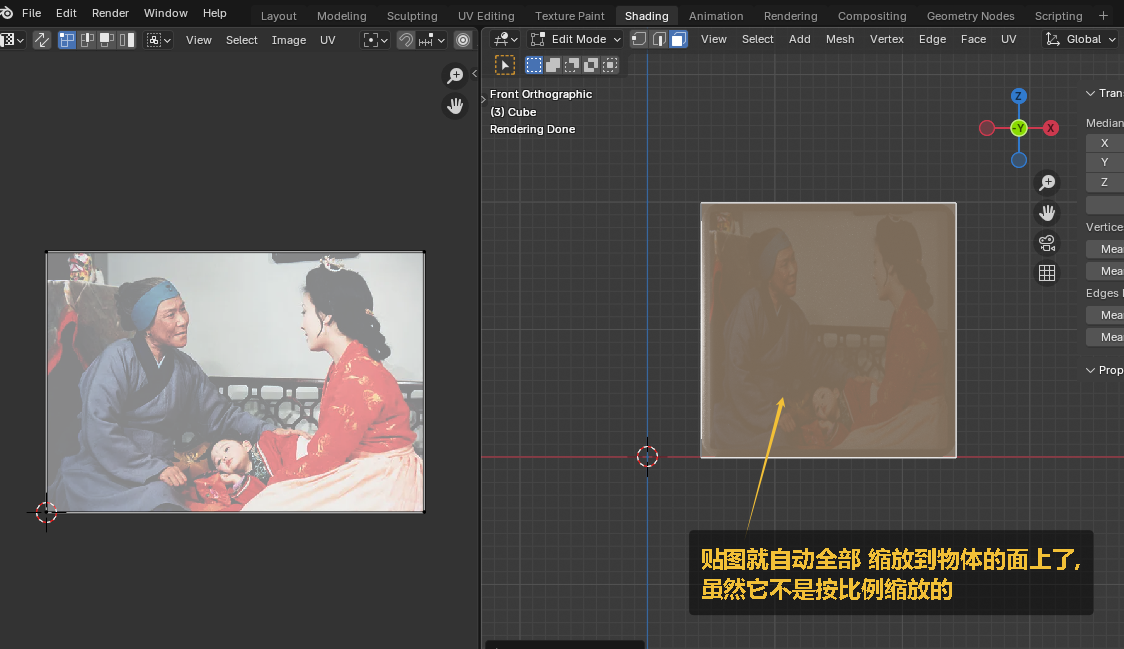 File Edit Render Window Help
Layout Modeling Sculpting UV Editing Texture Paint Shading Animation Rendering Compositing Geometry Nodes Scripting +
View Select Image UV
Edit Mode View Select Add Mesh Vertex Edge Face UV Global
Front Orthographic
(3) Cube
Rendering Done
Z
-Y
X
Trans
Median
X
Y
Z
Vertice
Mea
Mea
Edges
Mea
Mea
Prop
贴图就自动全部 缩放到物体的面上了,
虽然它不是按比例缩放的